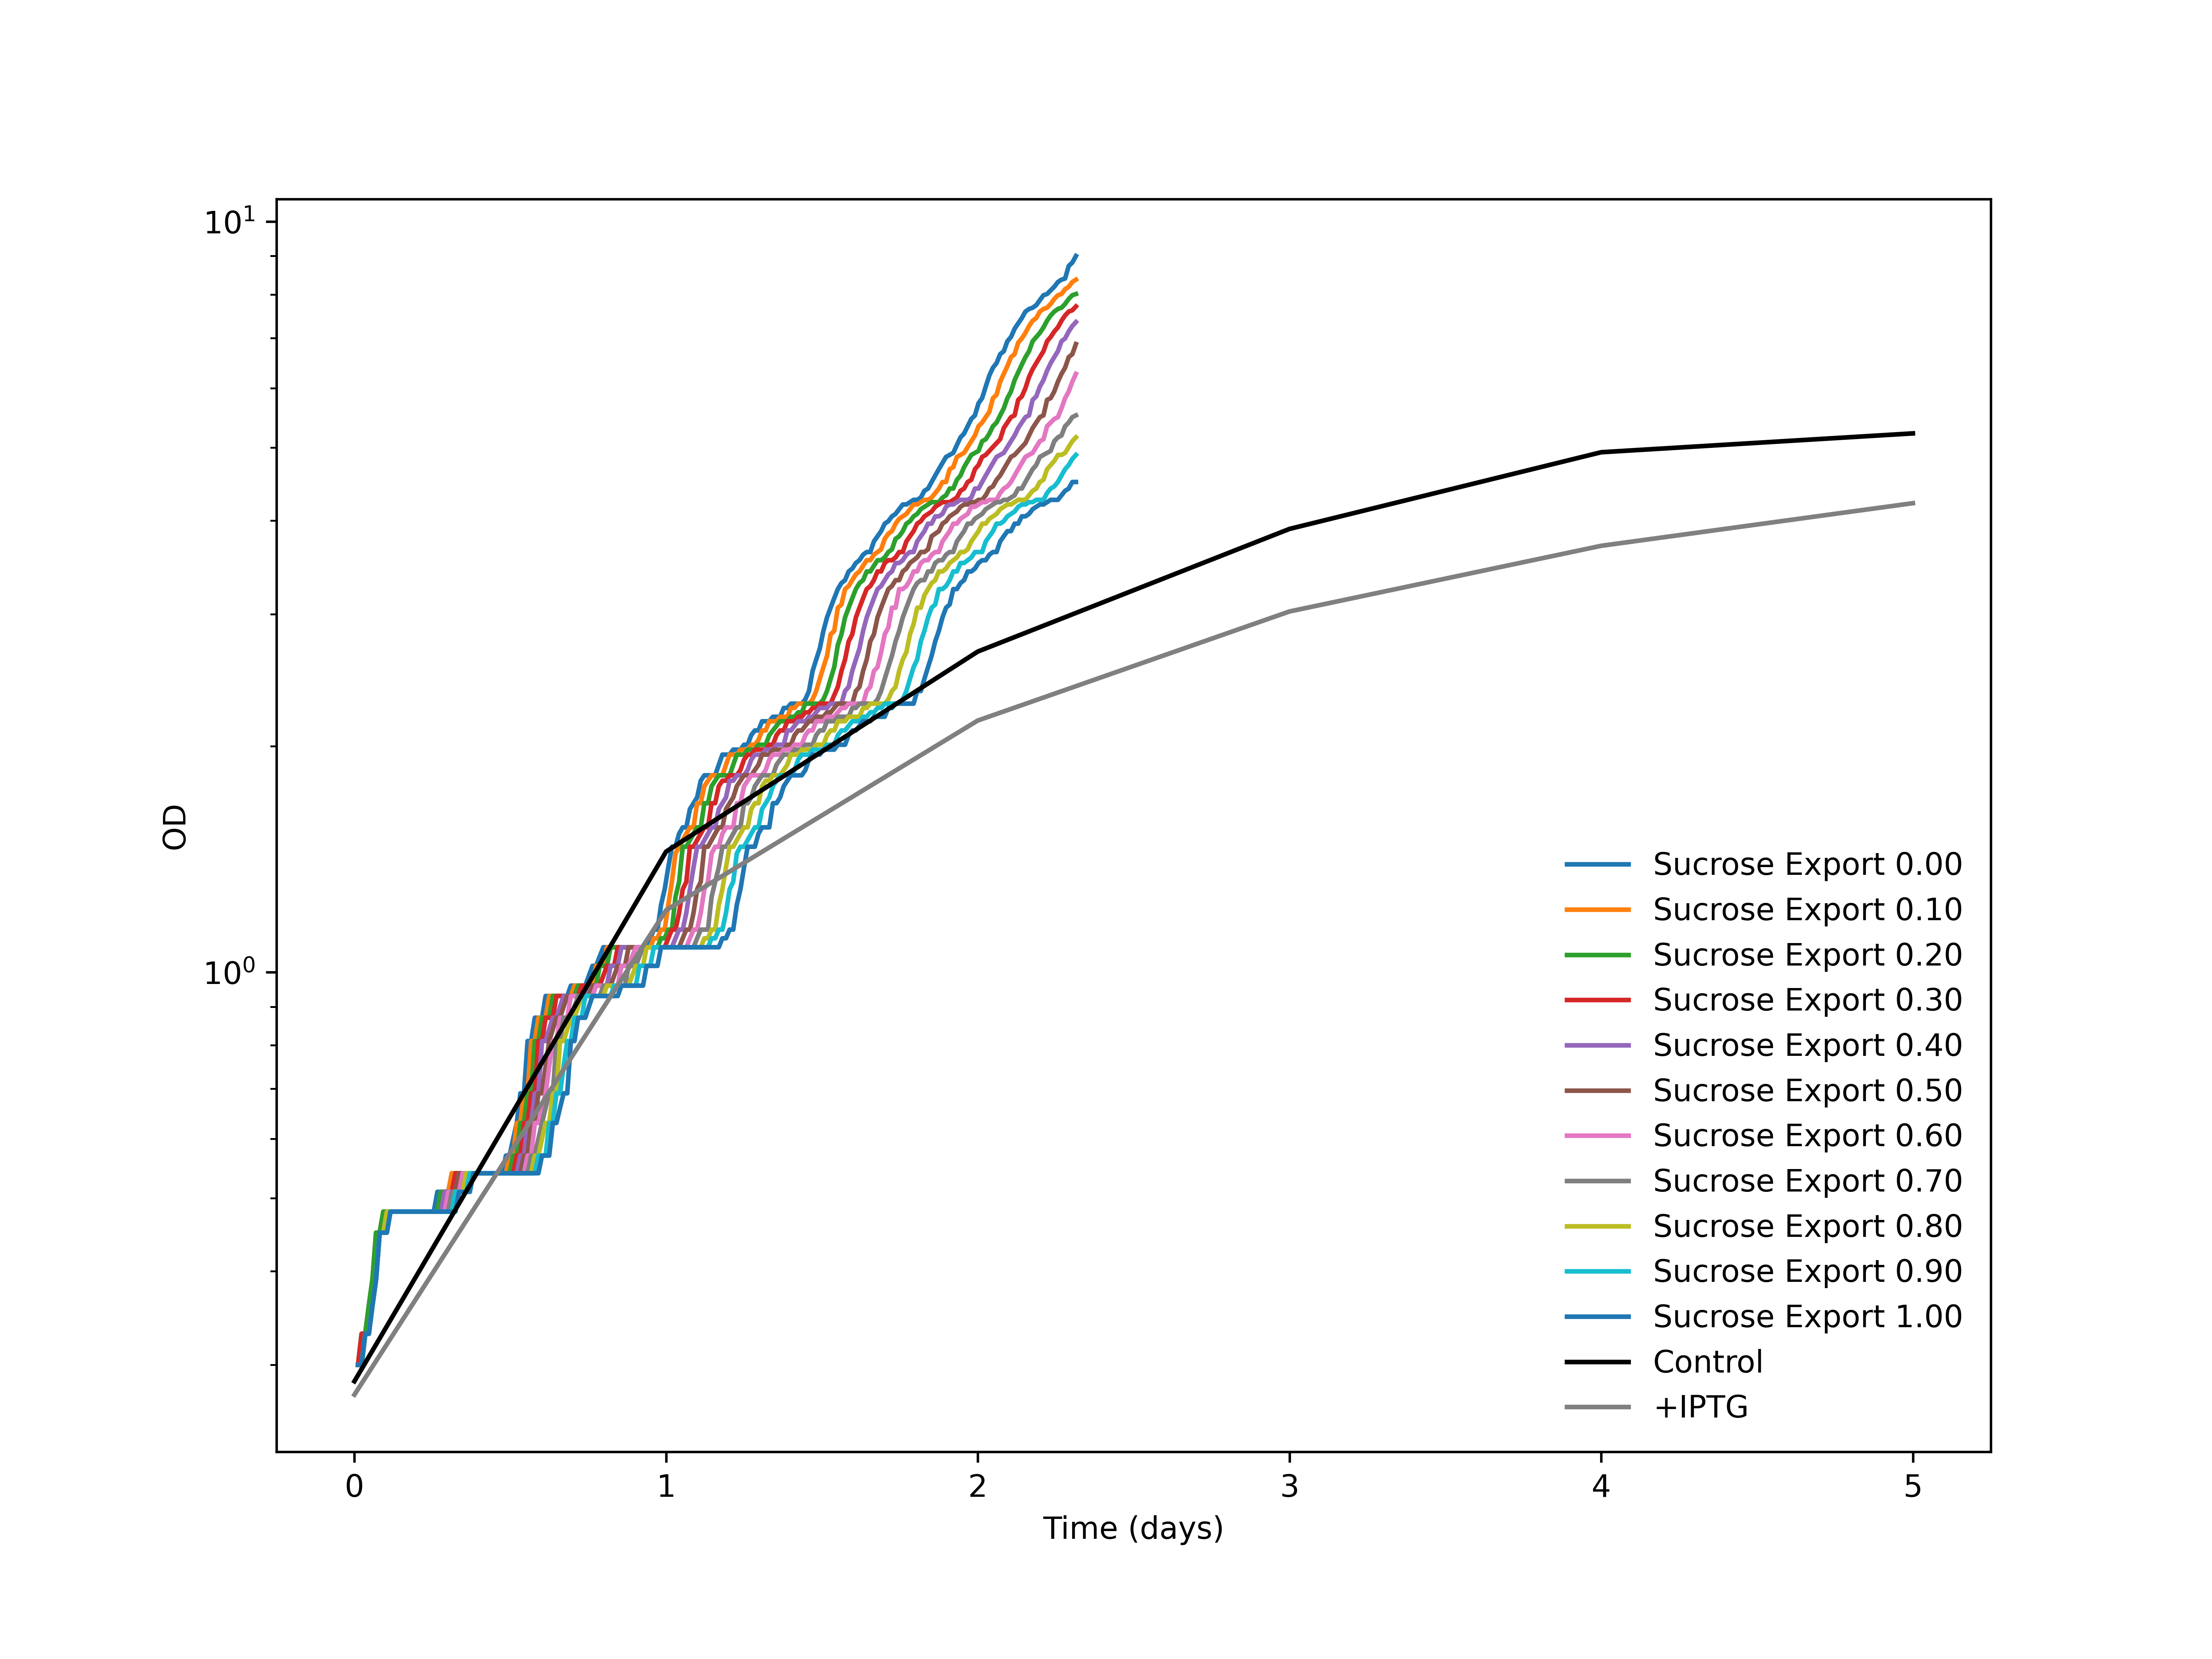 10¹
10⁰
OD
0 1 2 3 4 5
Time (days)
Sucrose Export 0.00
Sucrose Export 0.10
Sucrose Export 0.20
Sucrose Export 0.30
Sucrose Export 0.40
Sucrose Export 0.50
Sucrose Export 0.60
Sucrose Export 0.70
Sucrose Export 0.80
Sucrose Export 0.90
Sucrose Export 1.00
Control
+IPTG